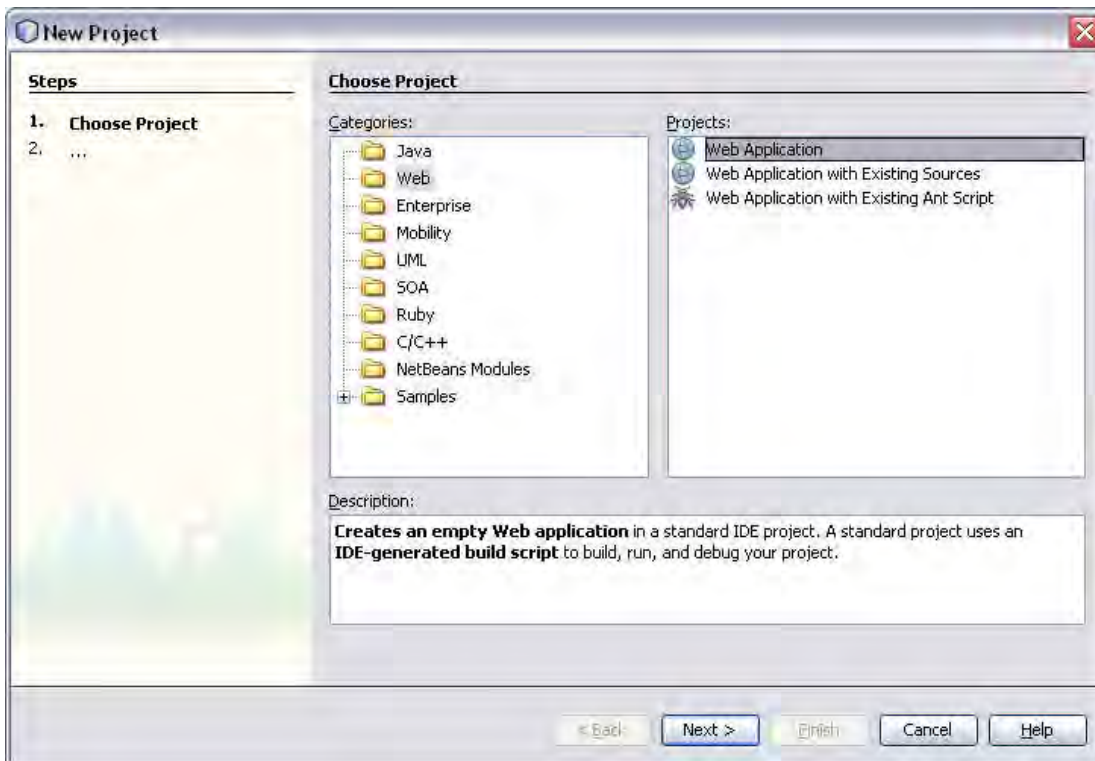 New Project
Steps
1. Choose Project
2. ...
Choose Project
Categories:
Java
Web
Enterprise
Mobility
UML
SOA
Ruby
C/C++
NetBeans Modules
Samples
Projects:
Web Application
Web Application with Existing Sources
Web Application with Existing Ant Script
Description:
Creates an empty Web application in a standard IDE project. A standard project uses an
IDE-generated build script to build, run, and debug your project.
< Back Next > Finish Cancel Help